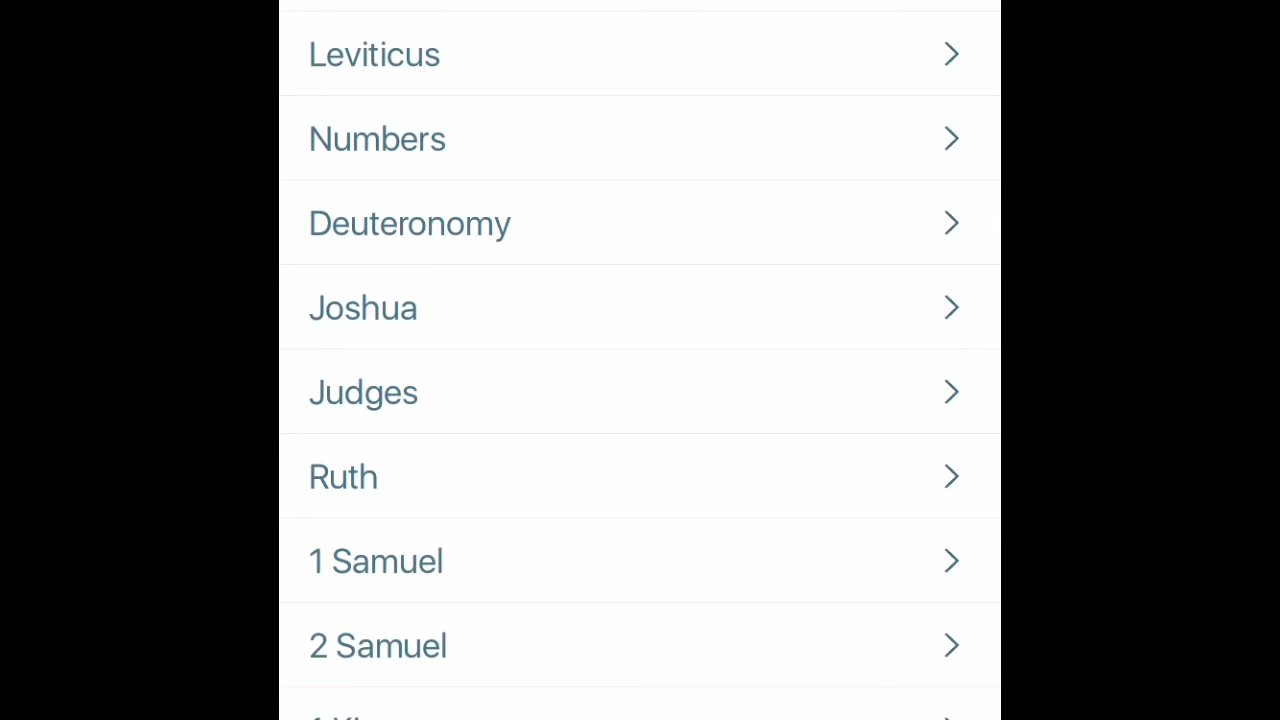 Leviticus
Numbers
Deuteronomy
Joshua
Judges
Ruth
1 Samuel
2 Samuel